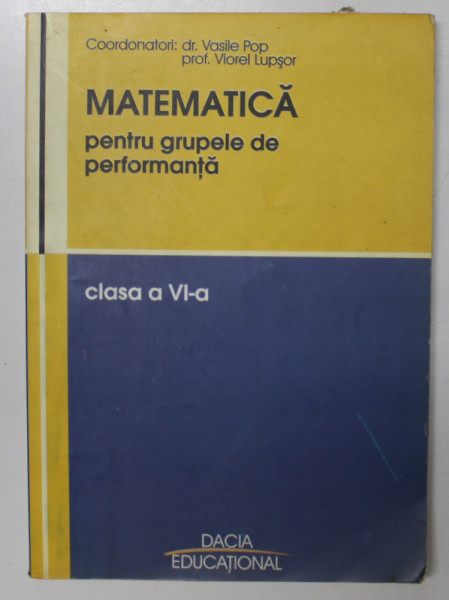 Coordonatori: dr. Vasile Pop
prof. Viorel Lupşor
MATEMATICĂ
pentru grupele de
performanţă
clasa a VI-a
DACIA
EDUCAŢIONAL